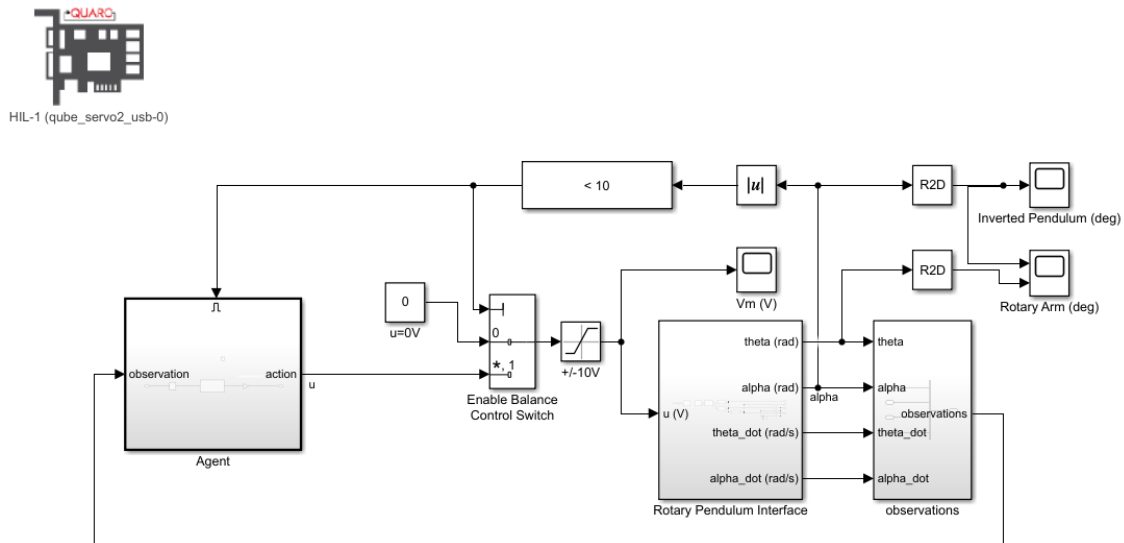 QUARC
HIL-1 (qube_servo2_usb-0)
< 10
|u|
R2D
Inverted Pendulum (deg)
R2D
Rotary Arm (deg)
Vm (V)
0
u=0V
0
*, 1
Enable Balance
Control Switch
+/-10V
observation
action
u
Agent
u (V)
theta (rad)
alpha (rad)
theta_dot (rad/s)
alpha_dot (rad/s)
Rotary Pendulum Interface
alpha
theta
alpha
theta_dot
alpha_dot
observations
observations